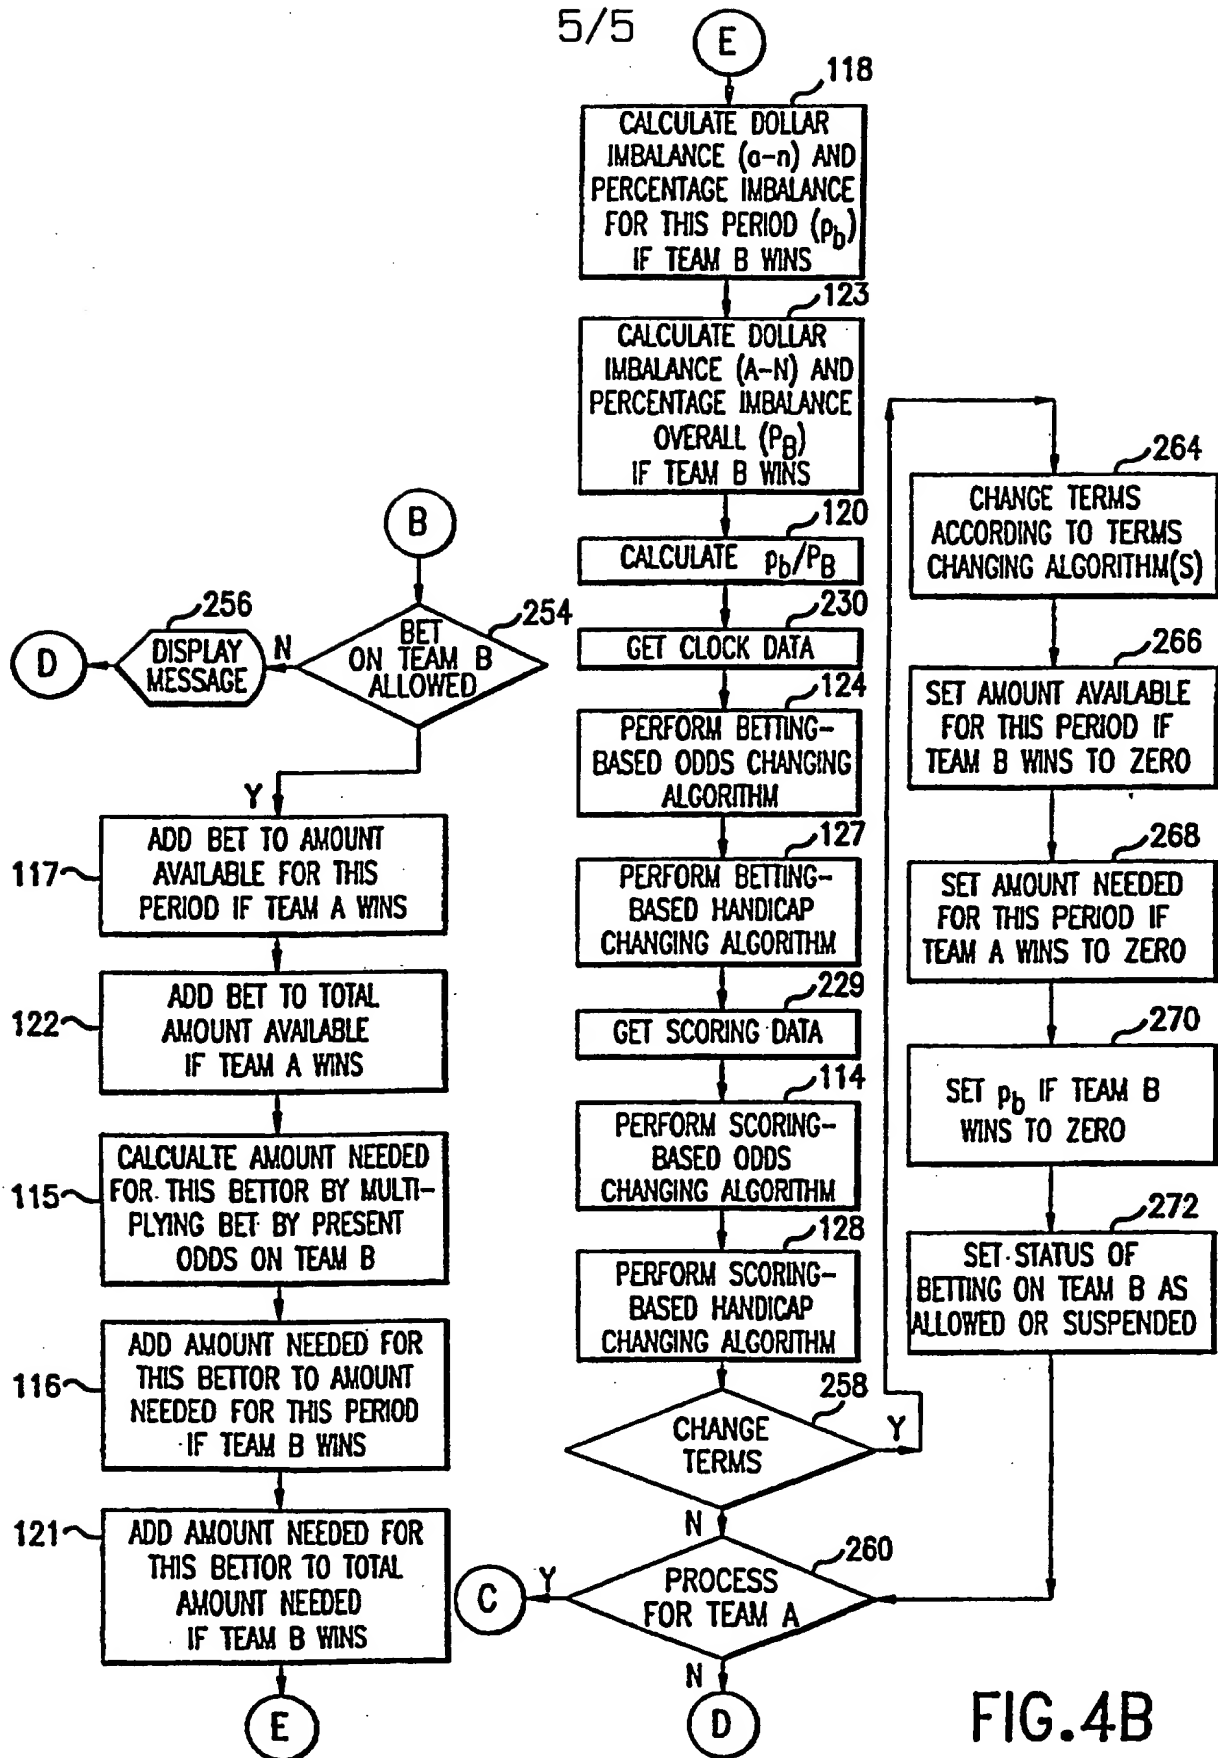 5/5
E
118
CALCULATE DOLLAR
IMBALANCE (a-n) AND
PERCENTAGE IMBALANCE
FOR THIS PERIOD (pb)
IF TEAM B WINS
123
CALCULATE DOLLAR
IMBALANCE (A-N) AND
PERCENTAGE IMBALANCE
OVERALL (PB)
IF TEAM B WINS
120
CALCULATE pb/PB
230
GET CLOCK DATA
124
PERFORM BETTING-
BASED ODDS CHANGING
ALGORITHM
127
PERFORM BETTING-
BASED HANDICAP
CHANGING ALGORITHM
229
GET SCORING DATA
114
PERFORM SCORING-
BASED ODDS
CHANGING ALGORITHM
128
PERFORM SCORING-
BASED HANDICAP
CHANGING ALGORITHM
258
CHANGE
TERMS
Y
N
260
PROCESS
FOR TEAM A
Y
C
N
D
B
254
BET
ON TEAM B
ALLOWED
N
256
DISPLAY
MESSAGE
D
Y
117
ADD BET TO AMOUNT
AVAILABLE FOR THIS
PERIOD IF TEAM A WINS
122
ADD BET TO TOTAL
AMOUNT AVAILABLE
IF TEAM A WINS
115
CALCUALTE AMOUNT NEEDED
FOR THIS BETTOR BY MULTI-
PLYING BET BY PRESENT
ODDS ON TEAM B
116
ADD AMOUNT NEEDED FOR
THIS BETTOR TO AMOUNT
NEEDED FOR THIS PERIOD
IF TEAM B WINS
121
ADD AMOUNT NEEDED FOR
THIS BETTOR TO TOTAL
AMOUNT NEEDED
IF TEAM B WINS
E
264
CHANGE TERMS
ACCORDING TO TERMS
CHANGING ALGORITHM(S)
266
SET AMOUNT AVAILABLE
FOR THIS PERIOD IF
TEAM B WINS TO ZERO
268
SET AMOUNT NEEDED
FOR THIS PERIOD IF
TEAM A WINS TO ZERO
270
SET pb IF TEAM B
WINS TO ZERO
272
SET STATUS OF
BETTING ON TEAM B AS
ALLOWED OR SUSPENDED
FIG.4B